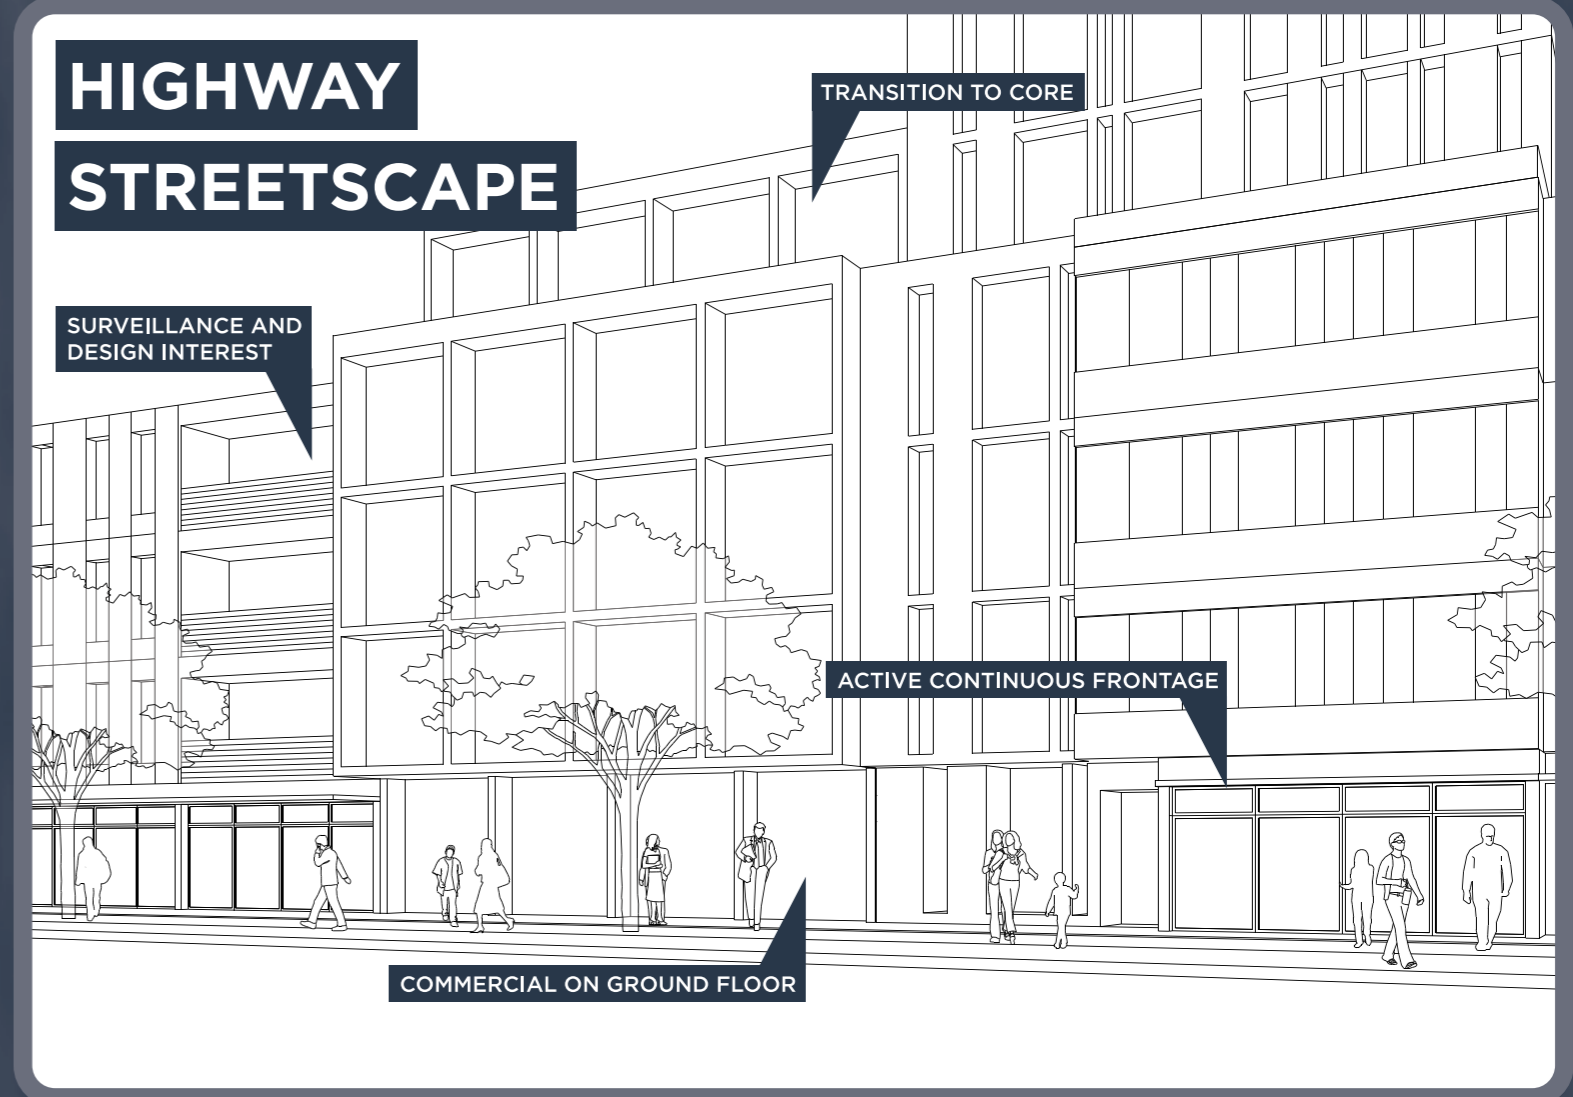 HIGHWAY
STREETSCAPE
TRANSITION TO CORE
SURVEILLANCE AND
DESIGN INTEREST
ACTIVE CONTINUOUS FRONTAGE
COMMERCIAL ON GROUND FLOOR